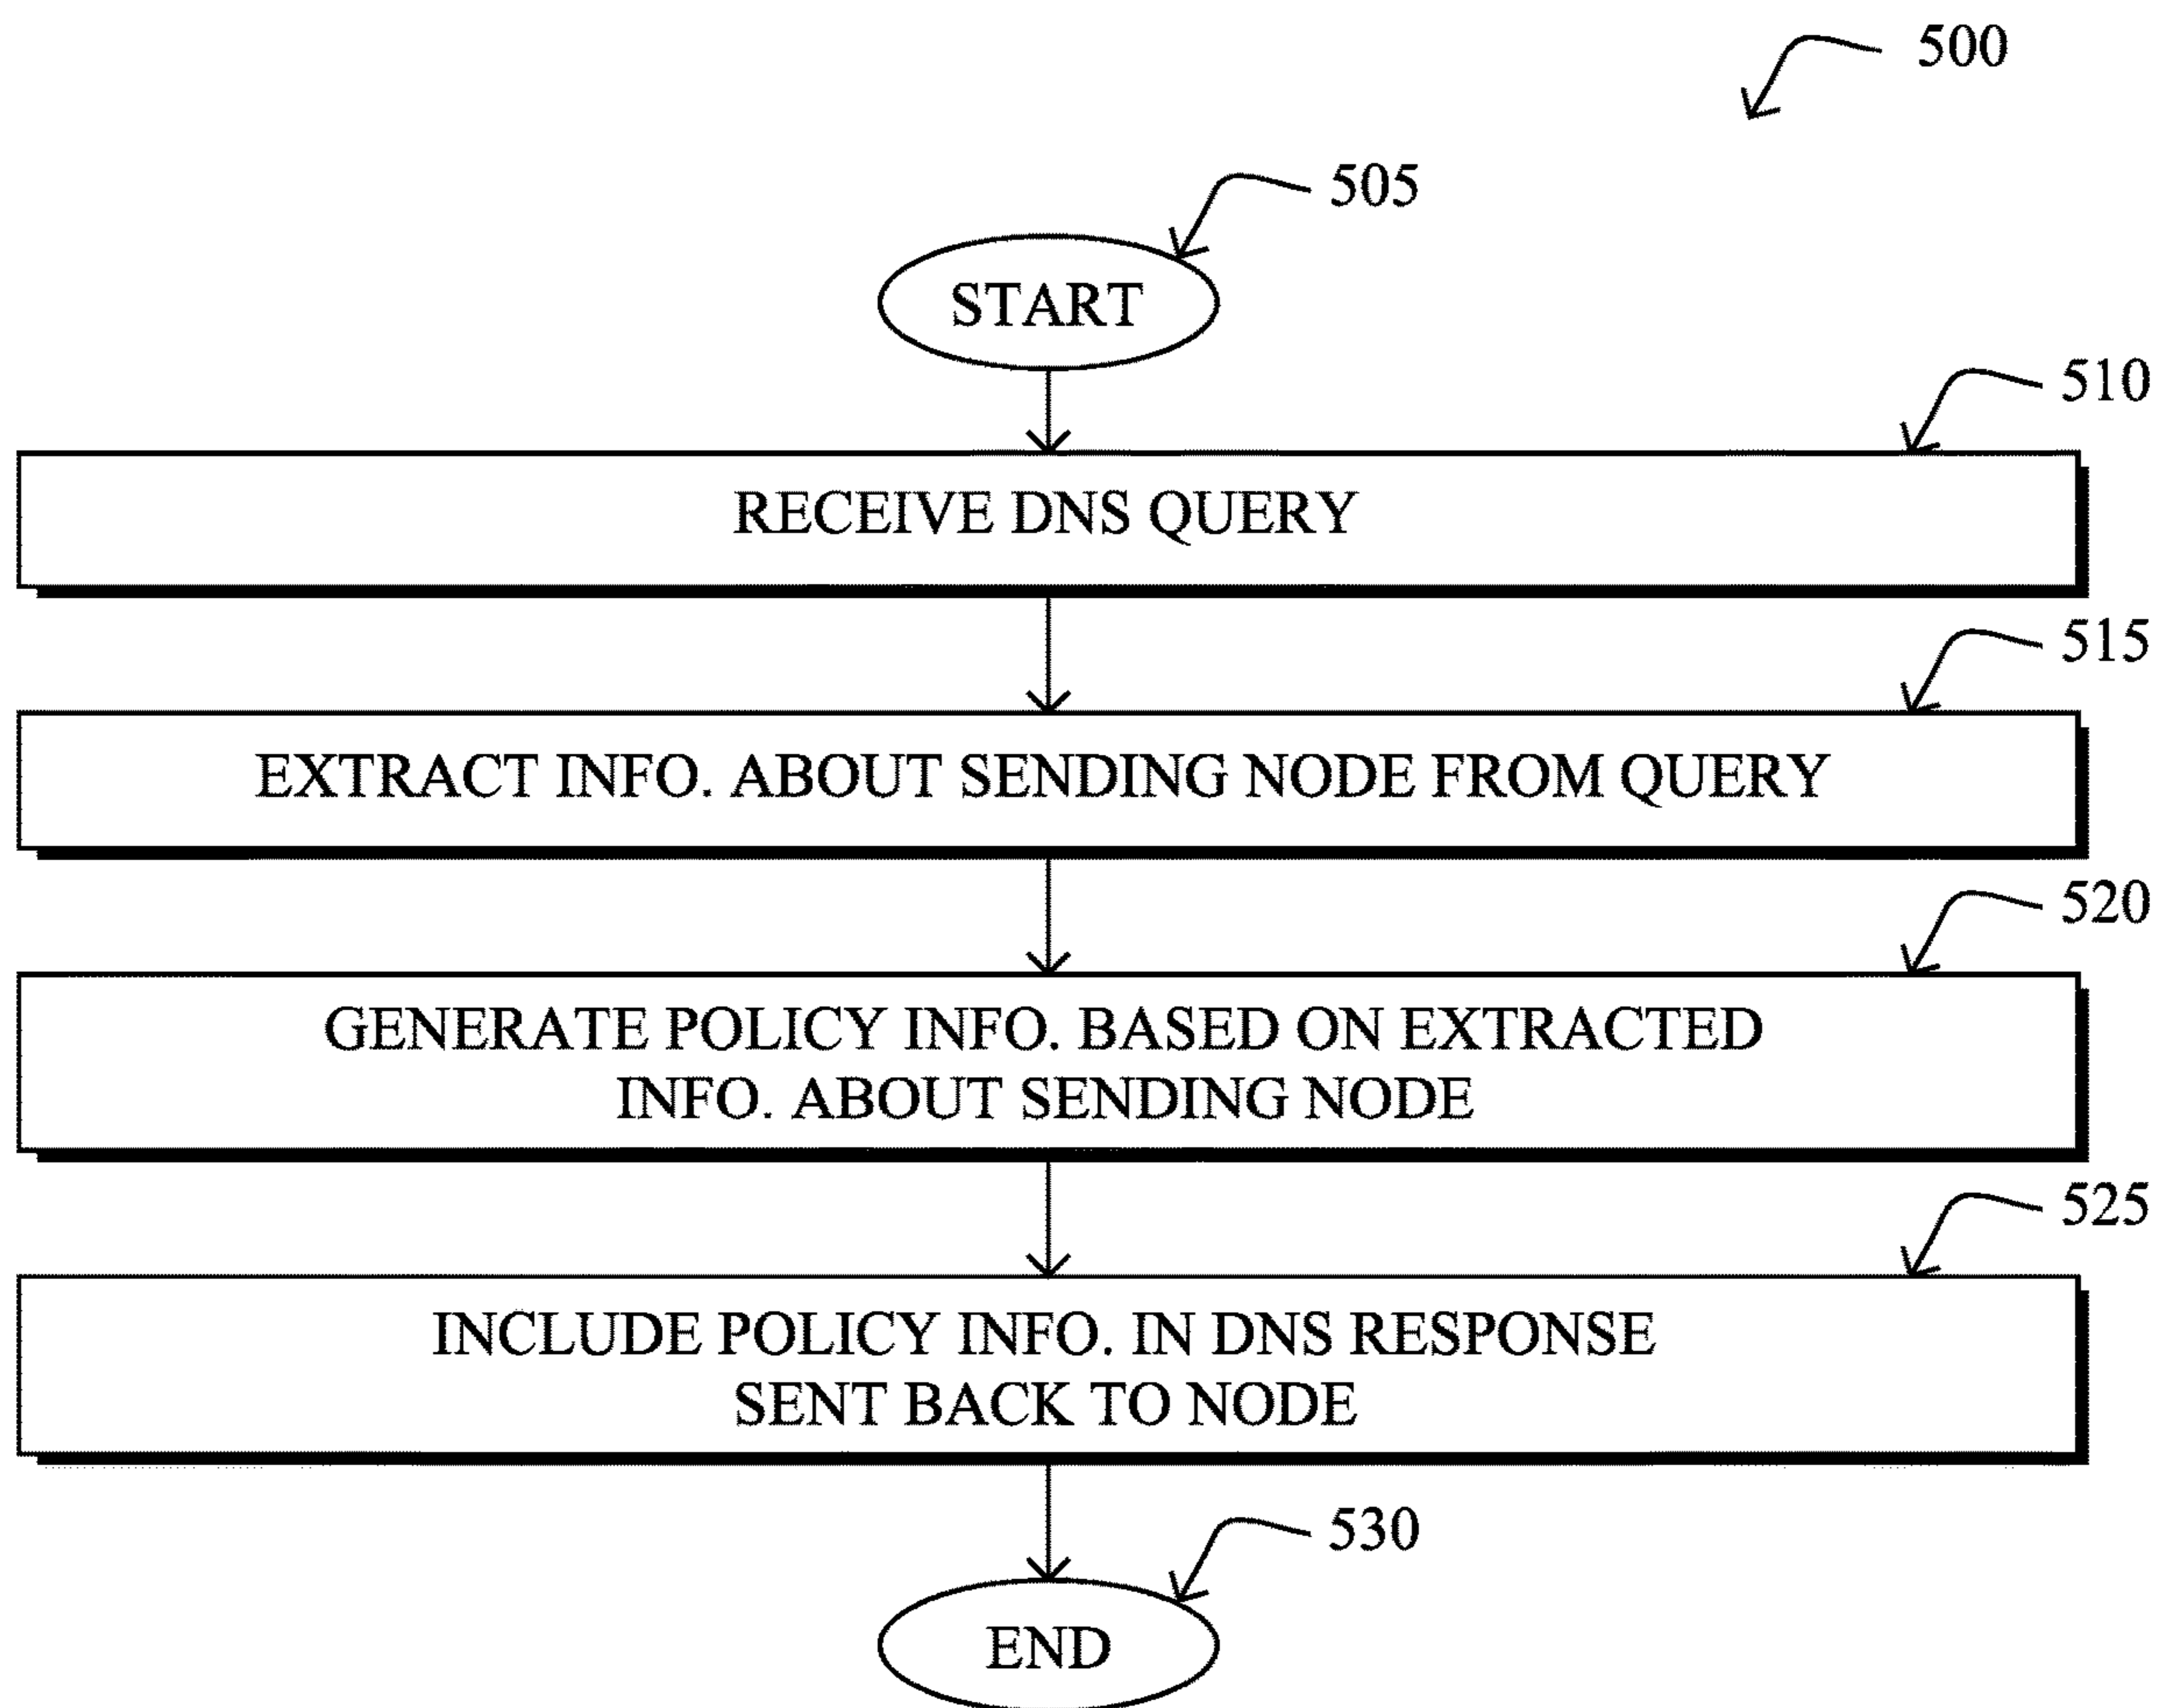 500
505
START
510
RECEIVE DNS QUERY
515
EXTRACT INFO. ABOUT SENDING NODE FROM QUERY
520
GENERATE POLICY INFO. BASED ON EXTRACTED
INFO. ABOUT SENDING NODE
525
INCLUDE POLICY INFO. IN DNS RESPONSE
SENT BACK TO NODE
530
END